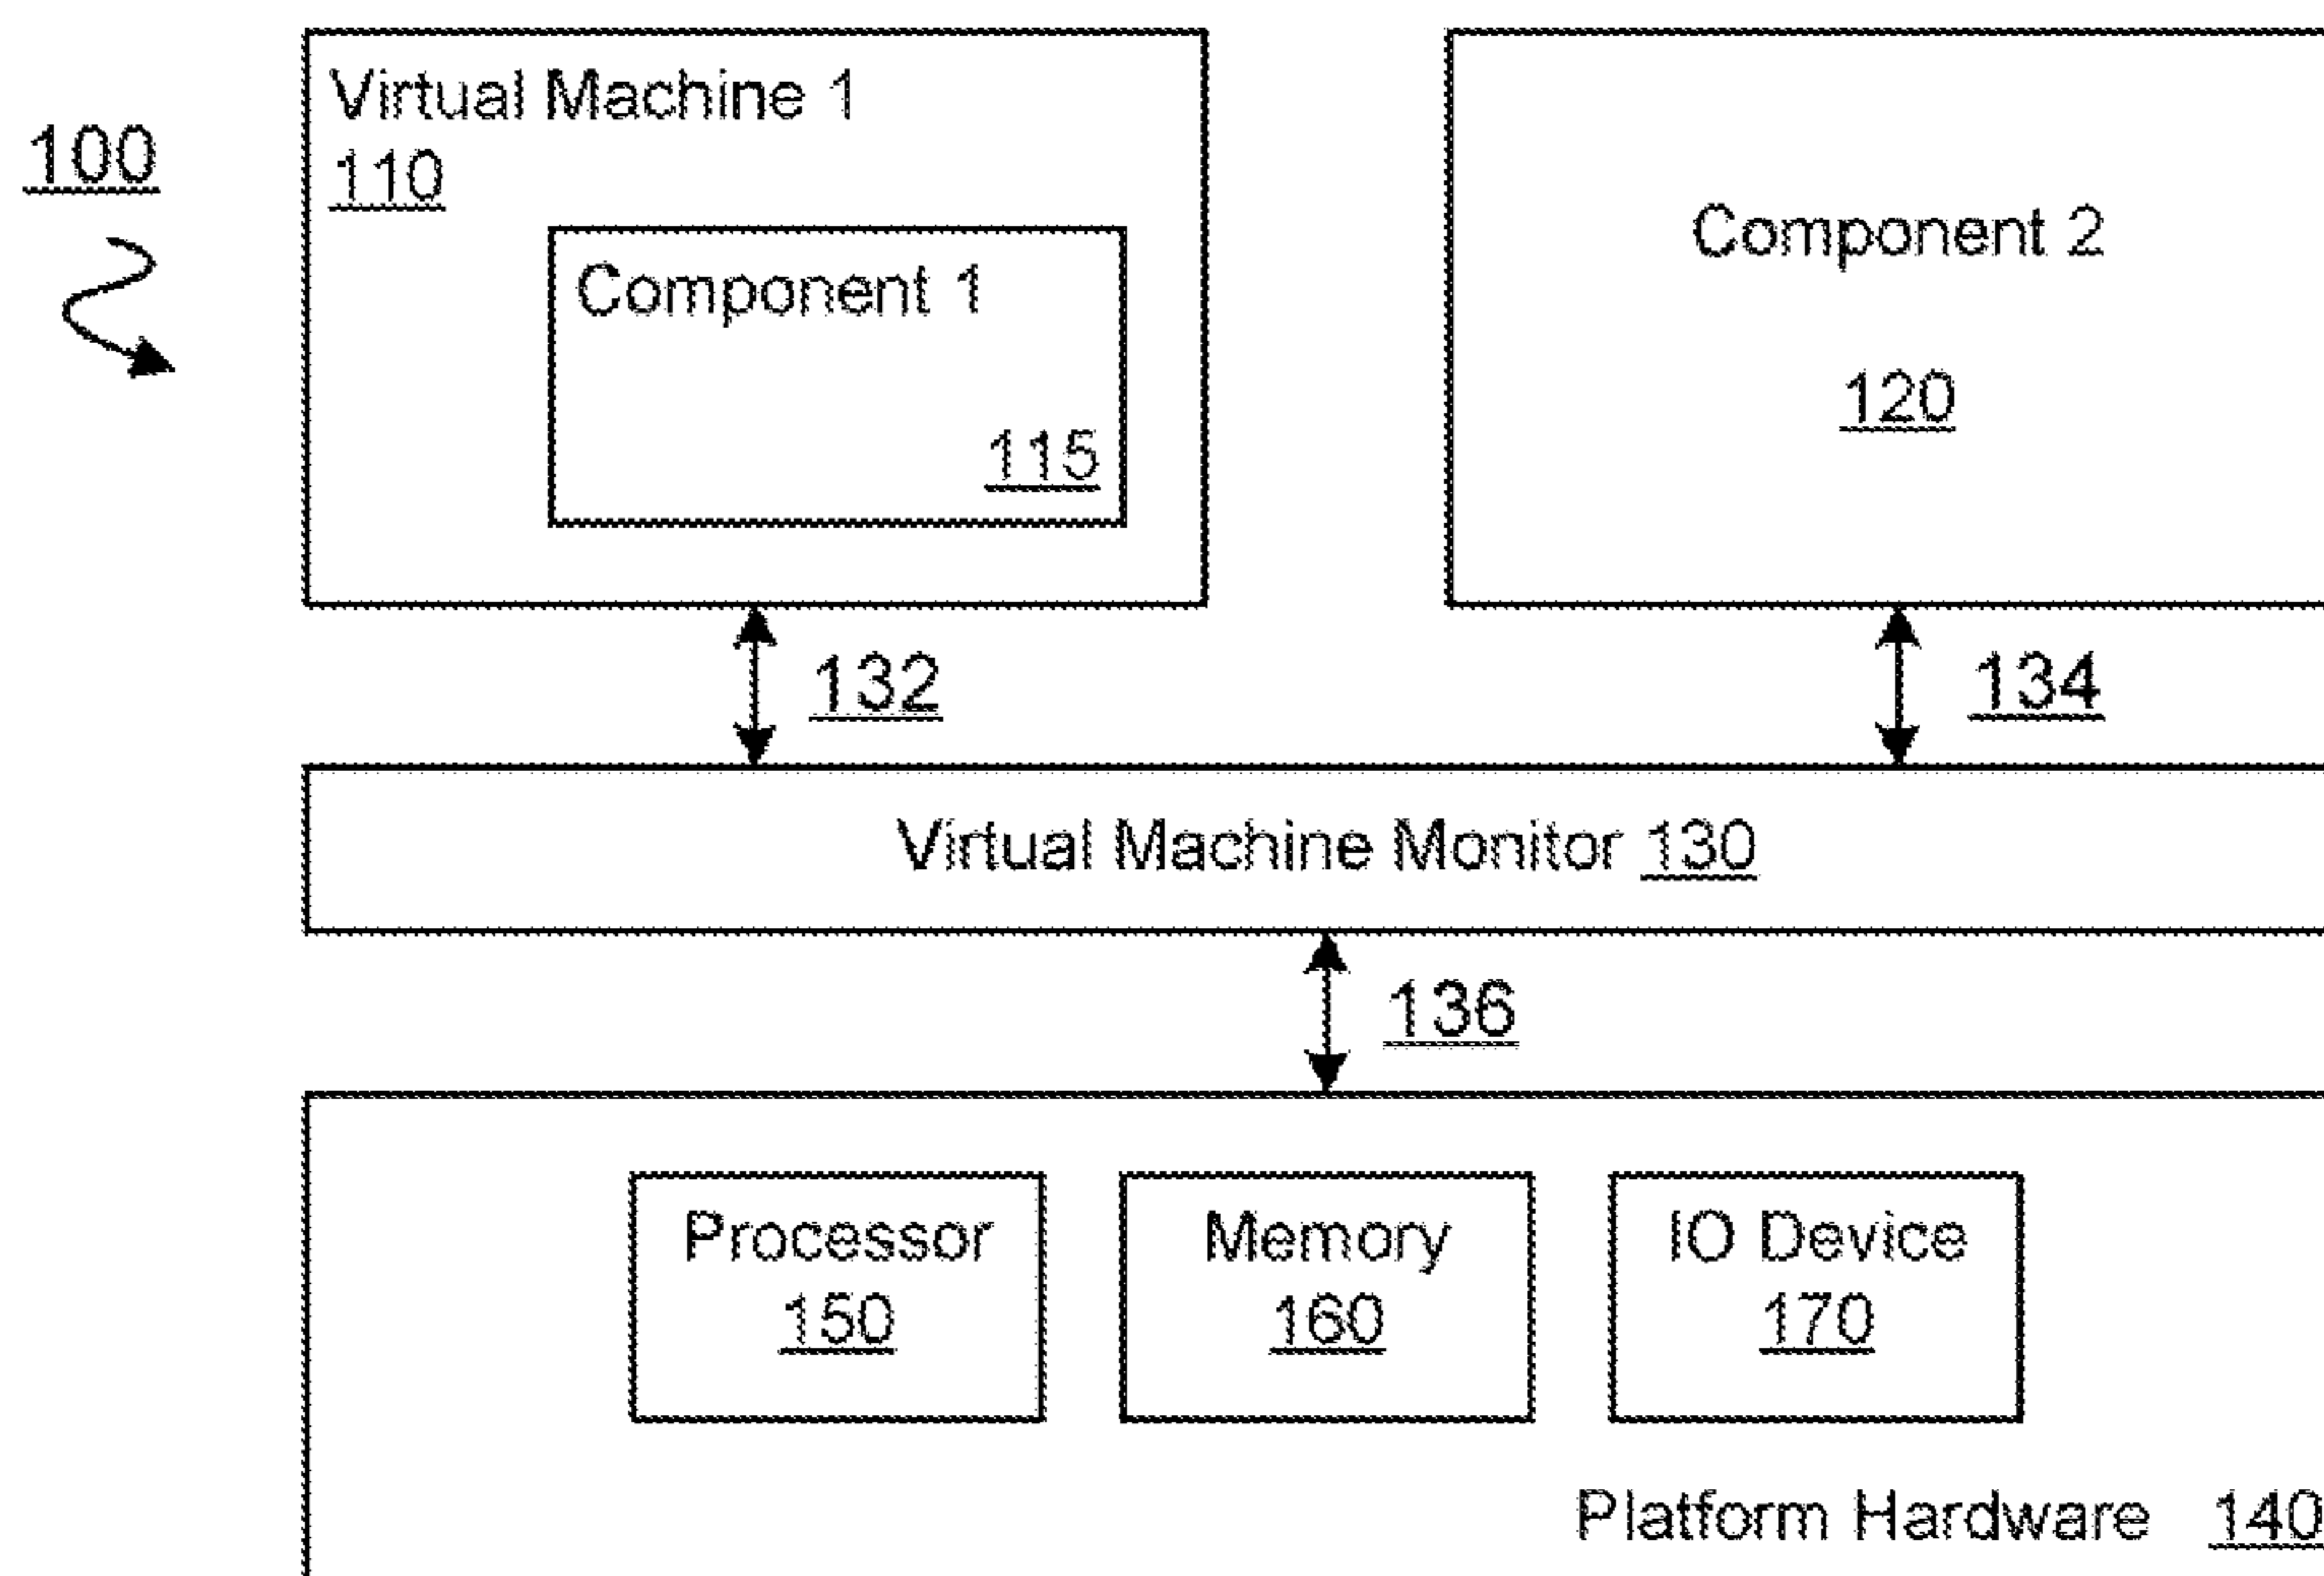 100
Virtual Machine 1
110
Component 1
115
Component 2
120
132
134
Virtual Machine Monitor 130
136
Processor
150
Memory
160
IO Device
170
Platform Hardware 140